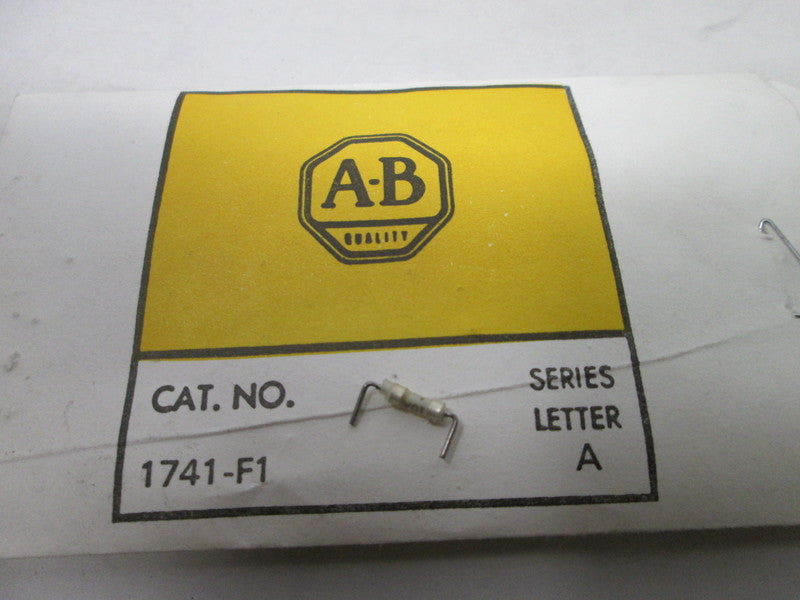 A-B
QUALITY
CAT. NO.
1741-F1
SERIES
LETTER
A